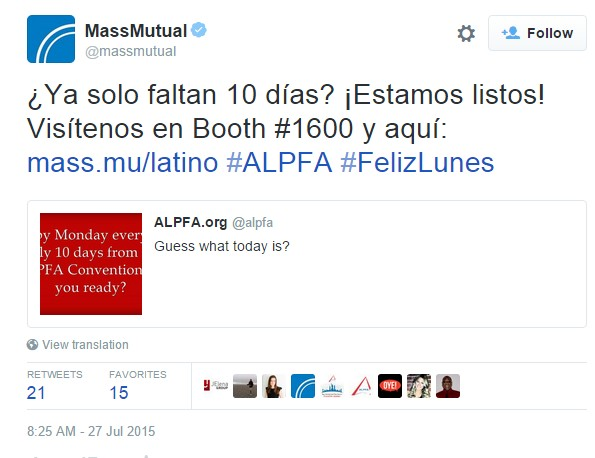 MassMutual
@massmutual
Follow
¿Ya solo faltan 10 días? ¡Estamos listos!
Visítenos en Booth #1600 y aquí:
mass.mu/latino #ALPFA #FelizLunes
ALPFA.org @alpfa
Guess what today is?
y Monday every
ly 10 days from
PFA Convention
you ready?
View translation
RETWEETS FAVORITES
21 15
OYE!
8:25 AM - 27 Jul 2015